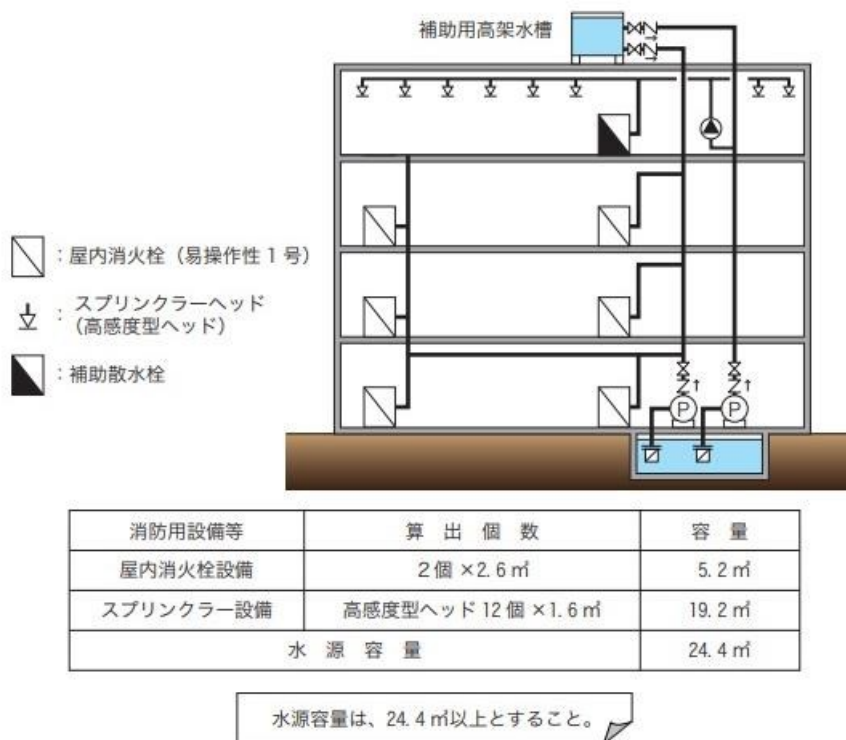 補助用高架水槽
：屋内消火栓（易操作性１号）
：スプリンクラーヘッド
（高感度型ヘッド）
：補助散水栓
P P
消防用設備等 算出個数 容量
屋内消火栓設備 ２個 ×2.6㎥ 5.2㎥
スプリンクラー設備 高感度型ヘッド 12個 ×1.6㎥ 19.2㎥
水源容量 24.4㎥
水源容量は、24.4㎥以上とすること。